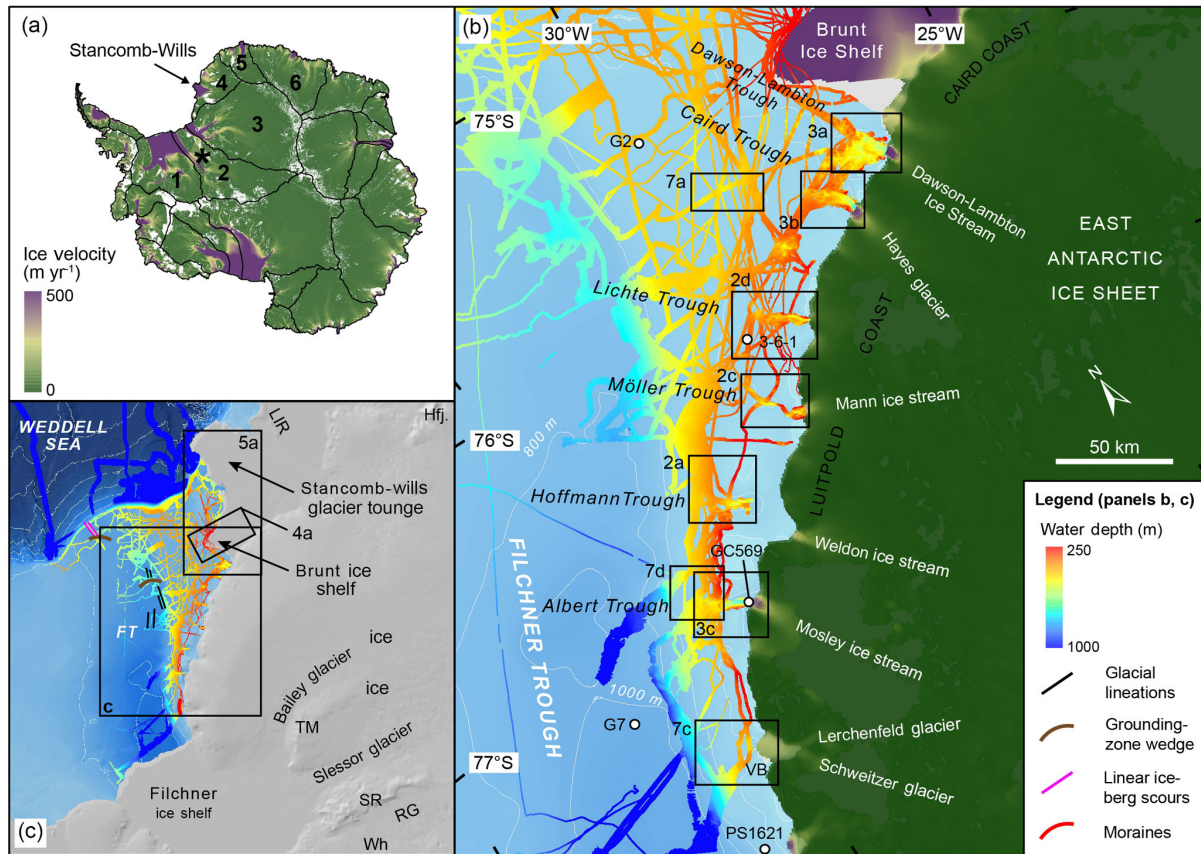 (a)
Stancomb-Wills
5
4
6
3
*
2
1
Ice velocity
(m yr⁻¹)
500
0
(b)
30°W
25°W
Brunt
Ice Shelf
CAIRD COAST
Dawson-Lambton
Trough
75°S
G2
Caird Trough
3a
7a
3b
Dawson-Lambton
Ice Stream
Hayes glacier
EAST
ANTARCTIC
ICE SHEET
2d
Lichte Trough
3-6-1
COAST
2c
Möller Trough
Mann ice stream
N
50 km
76°S
800 m
2a
LUITPOLD
Hoffmann Trough
GC569
Weldon ice stream
7d
Albert Trough
3c
Mosley ice stream
FILCHNER TROUGH
1000 m
G7
7c
VB
Lerchenfeld glacier
Schweitzer glacier
77°S
PS1621
Legend (panels b, c)
Water depth (m)
250
1000
Glacial
lineations
Grounding-
zone wedge
Linear ice-
berg scours
Moraines
WEDDELL
SEA
LIR
Hfj.
5a
Stancomb-wills
glacier tounge
4a
Brunt ice
shelf
FT
c
Bailey glacier
ice
ice
TM
Slessor glacier
Filchner
ice shelf
SR
RG
Wh
(c)